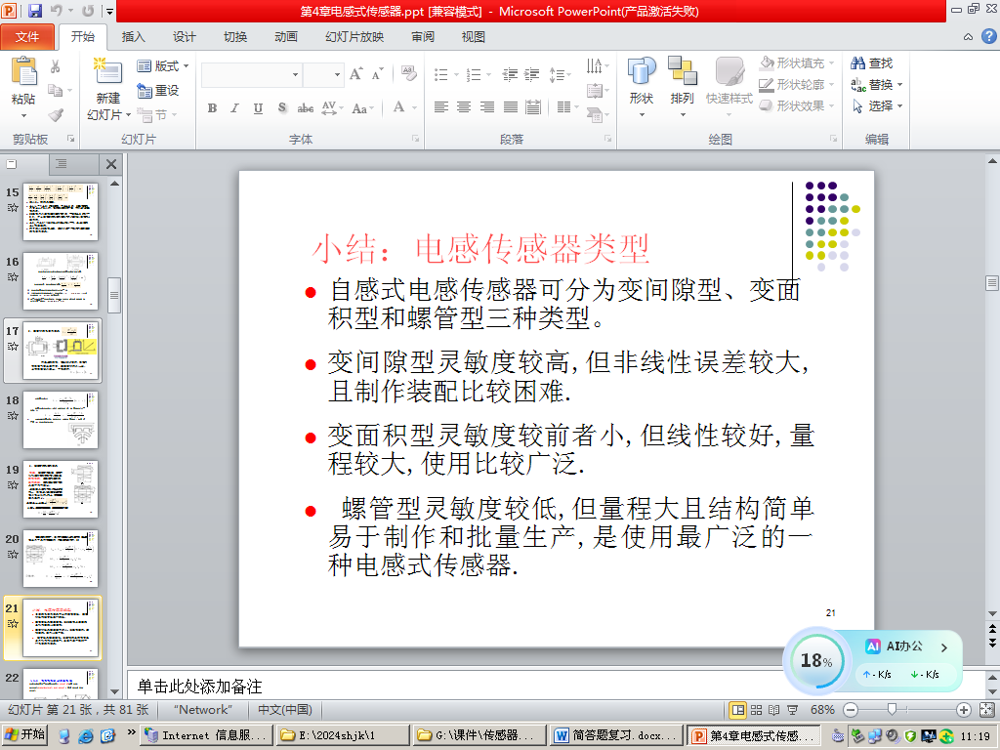 第4章电感式传感器.ppt [兼容模式] - Microsoft PowerPoint(产品激活失败)
文件 开始 插入 设计 切换 动画 幻灯片放映 审阅 视图
粘贴 新建 幻灯片 版式 重设 节
B I U S abc AV Aa A
形状 排列 快速样式 形状填充 形状轮廓 形状效果
查找 替换 选择
剪贴板 幻灯片 字体 段落 绘图 编辑
15
16
17
18
19
20
21
22
小结：电感传感器类型
自感式电感传感器可分为变间隙型、变面
积型和螺管型三种类型。
变间隙型灵敏度较高,但非线性误差较大,
且制作装配比较困难.
变面积型灵敏度较前者小,但线性较好,量
程较大,使用比较广泛.
螺管型灵敏度较低,但量程大且结构简单
易于制作和批量生产,是使用最广泛的一
种电感式传感器.
21
18%
AI AI办公
- K/s - K/s
单击此处添加备注
幻灯片 第 21 张，共 81 张 "Network" 中文(中国) 68%
开始 Internet 信息服... E:\2024shjk\1 G:\课件\传感器... 简答题复习.docx... 第4章电感式传感... 11:19